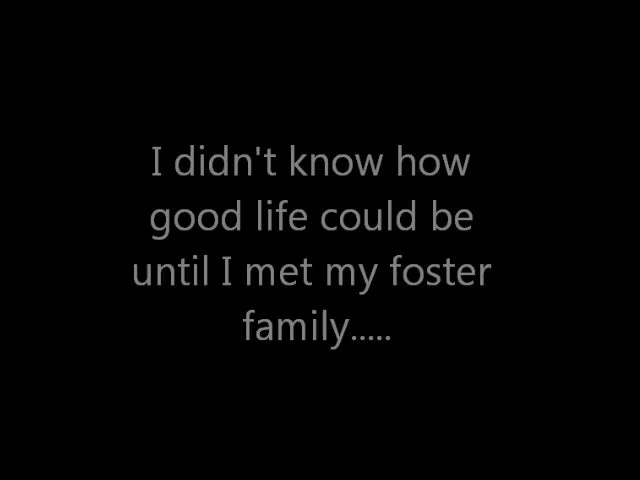 I didn't know how
good life could be
until I met my foster
family.....